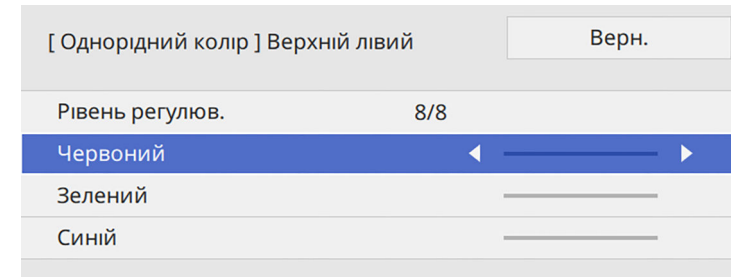 [ Однорідний колір ] Верхній лівий
Верн.
Рівень регулюв. 8/8
Червоний
Зелений
Синій